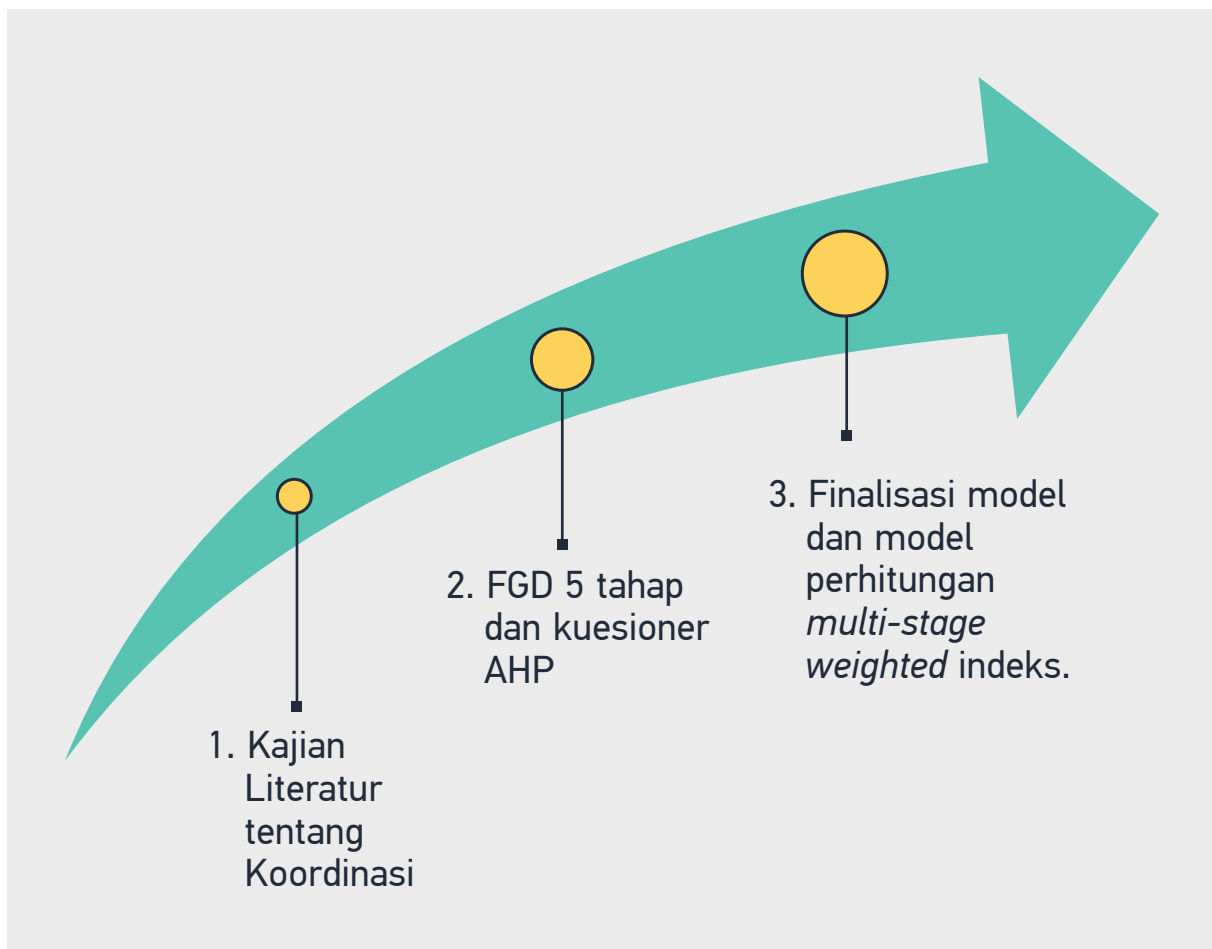 1. Kajian
Literatur
tentang
Koordinasi
2. FGD 5 tahap
dan kuesioner
AHP
3. Finalisasi model
dan model
perhitungan
multi-stage
weighted indeks.